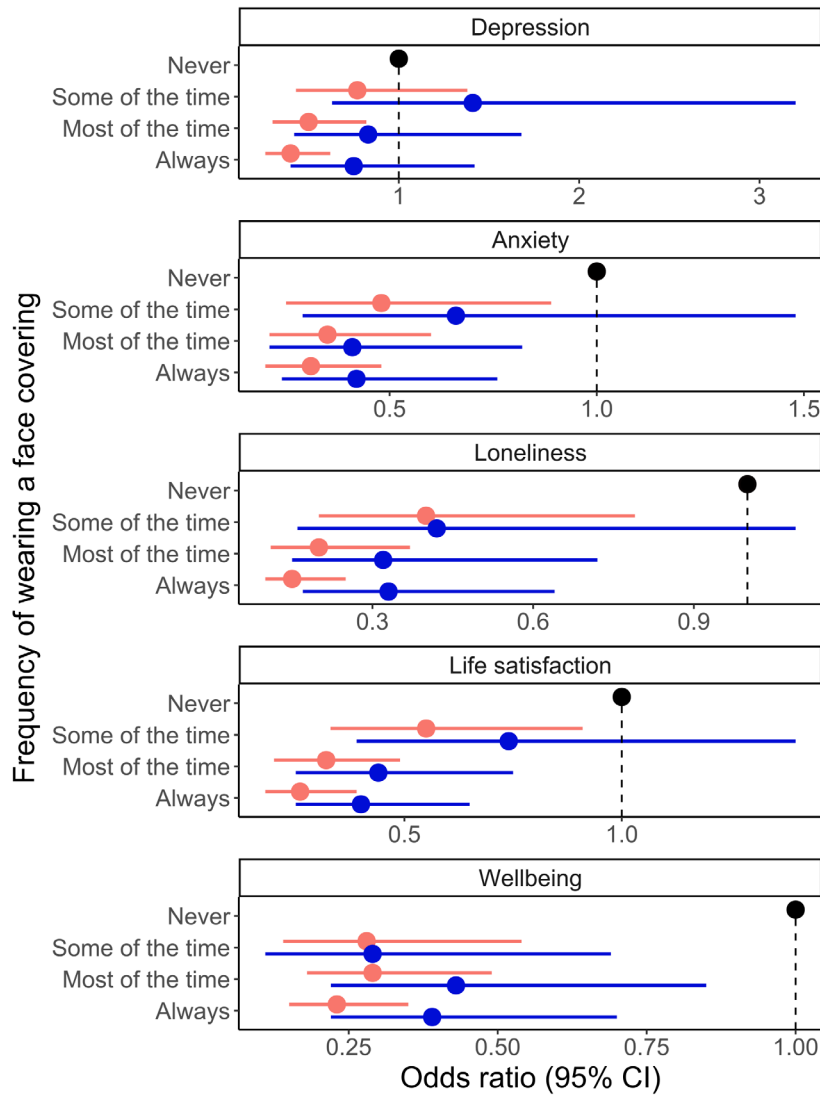 Frequency of wearing a face covering
Depression
Never
Some of the time
Most of the time
Always
1 2 3
Anxiety
Never
Some of the time
Most of the time
Always
0.5 1.0 1.5
Loneliness
Never
Some of the time
Most of the time
Always
0.3 0.6 0.9
Life satisfaction
Never
Some of the time
Most of the time
Always
0.5 1.0
Wellbeing
Never
Some of the time
Most of the time
Always
0.25 0.50 0.75 1.00
Odds ratio (95% CI)